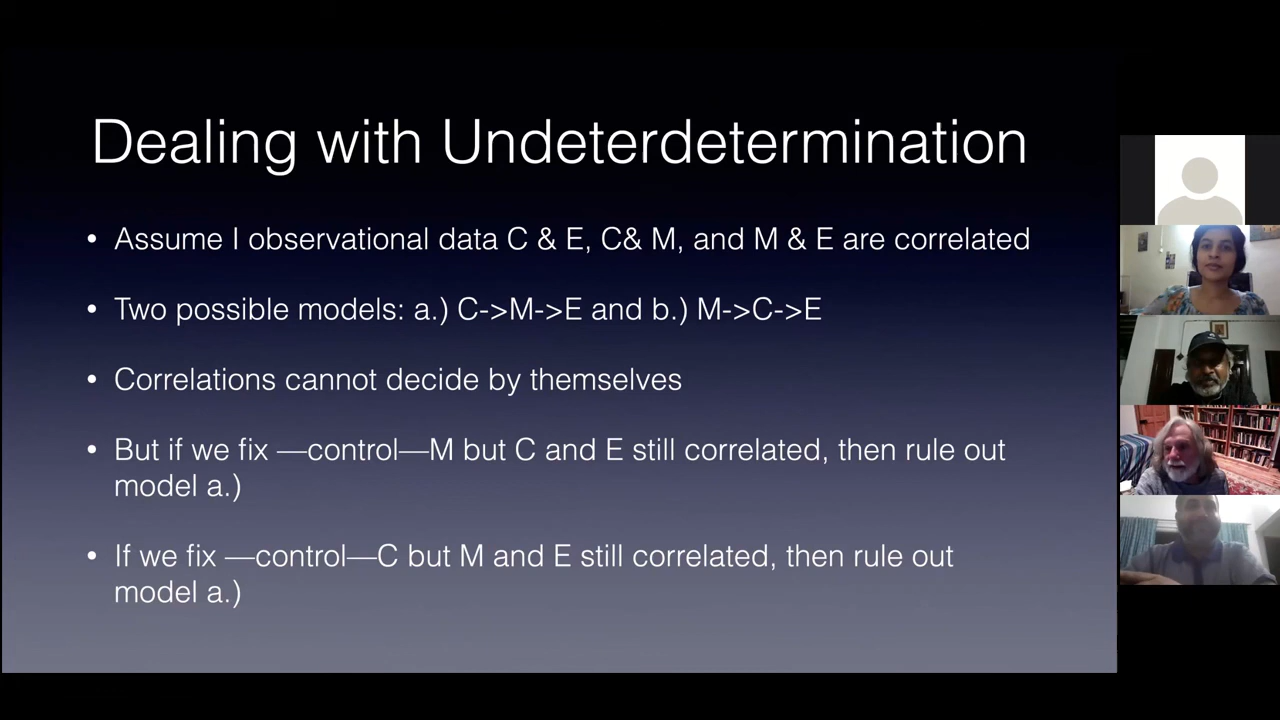 Dealing with Undeterdetermination
• Assume I observational data C & E, C& M, and M & E are correlated
• Two possible models: a.) C->M->E and b.) M->C->E
• Correlations cannot decide by themselves
• But if we fix —control—M but C and E still correlated, then rule out
model a.)
• If we fix —control—C but M and E still correlated, then rule out
model a.)